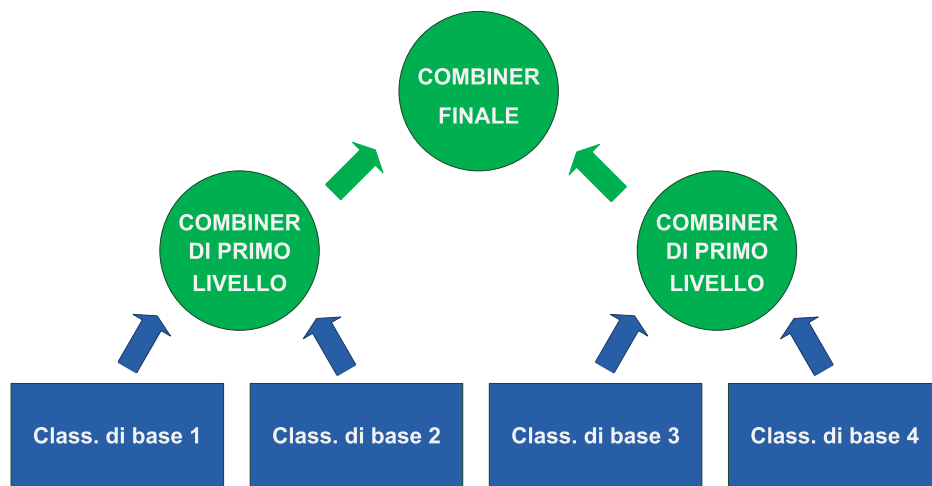 COMBINER
FINALE
COMBINER
DI PRIMO
LIVELLO
COMBINER
DI PRIMO
LIVELLO
Class. di base 1
Class. di base 2
Class. di base 3
Class. di base 4